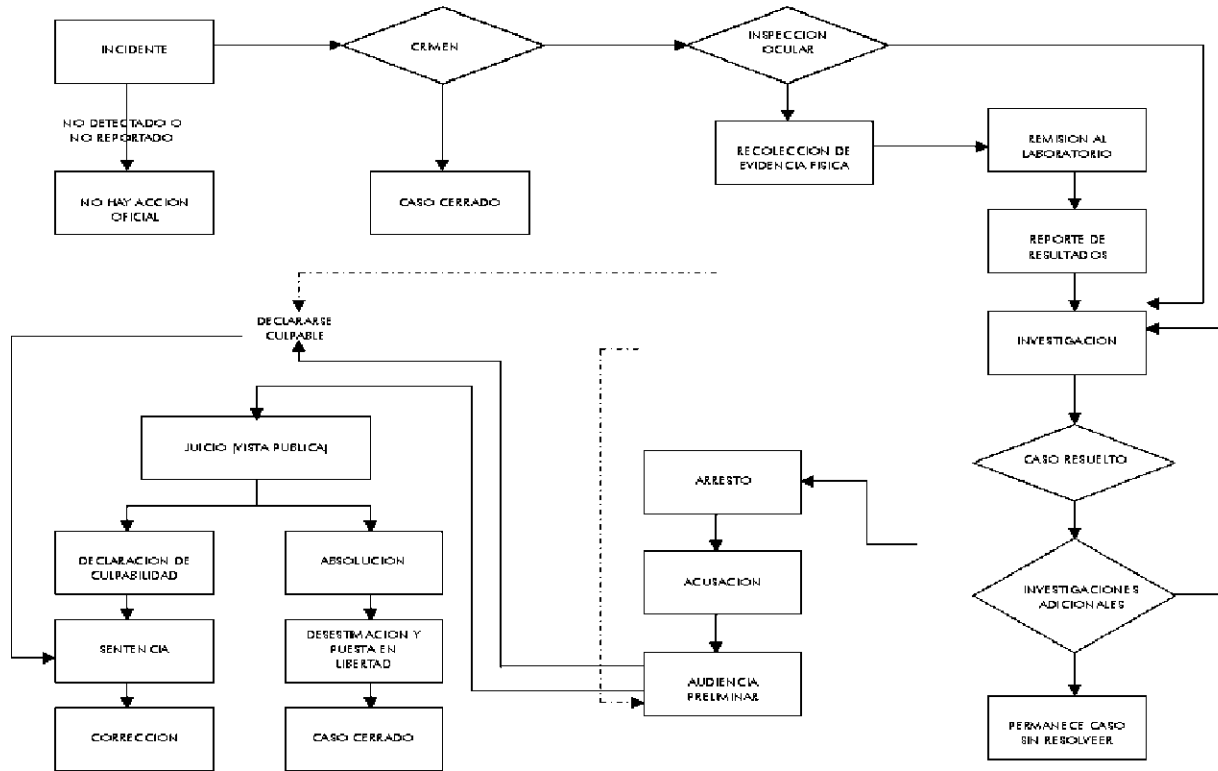 INCIDENTE
CRIMEN
INSPECCION
OCULAR
NO DETECTADO O
NO REPORTADO
RECOLECCION DE
EVIDENCIA FISICA
REMISION AL
LABORATORIO
NO HAY ACCION
OFICIAL
CASO CERRADO
REPORTE DE
RESULTADOS
DECLARARSE
CULPABLE
INVESTIGACION
JUICIO (VISTA PUBLICA)
CASO RESUELTO
ARRESTO
DECLARACION DE
CULPABILIDAD
ABSOLUCION
ACUSACION
INVESTIGACIONES
ADICIONALES
SENTENCIA
DESESTIMACION Y
PUESTA EN
LIBERTAD
AUDIENCIA
PRELIMINAR
CORRECCION
CASO CERRADO
PERMANECE CASO
SIN RESOLVEER